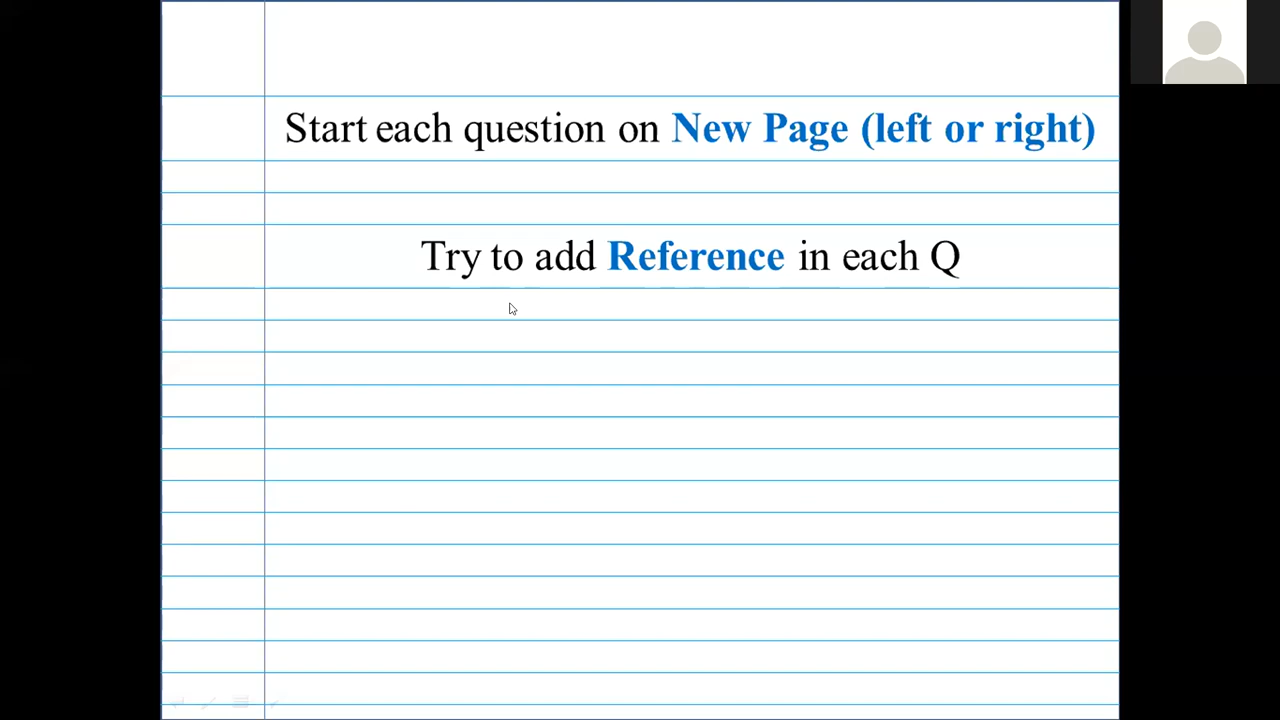 Start each question on New Page (left or right)
Try to add Reference in each Q